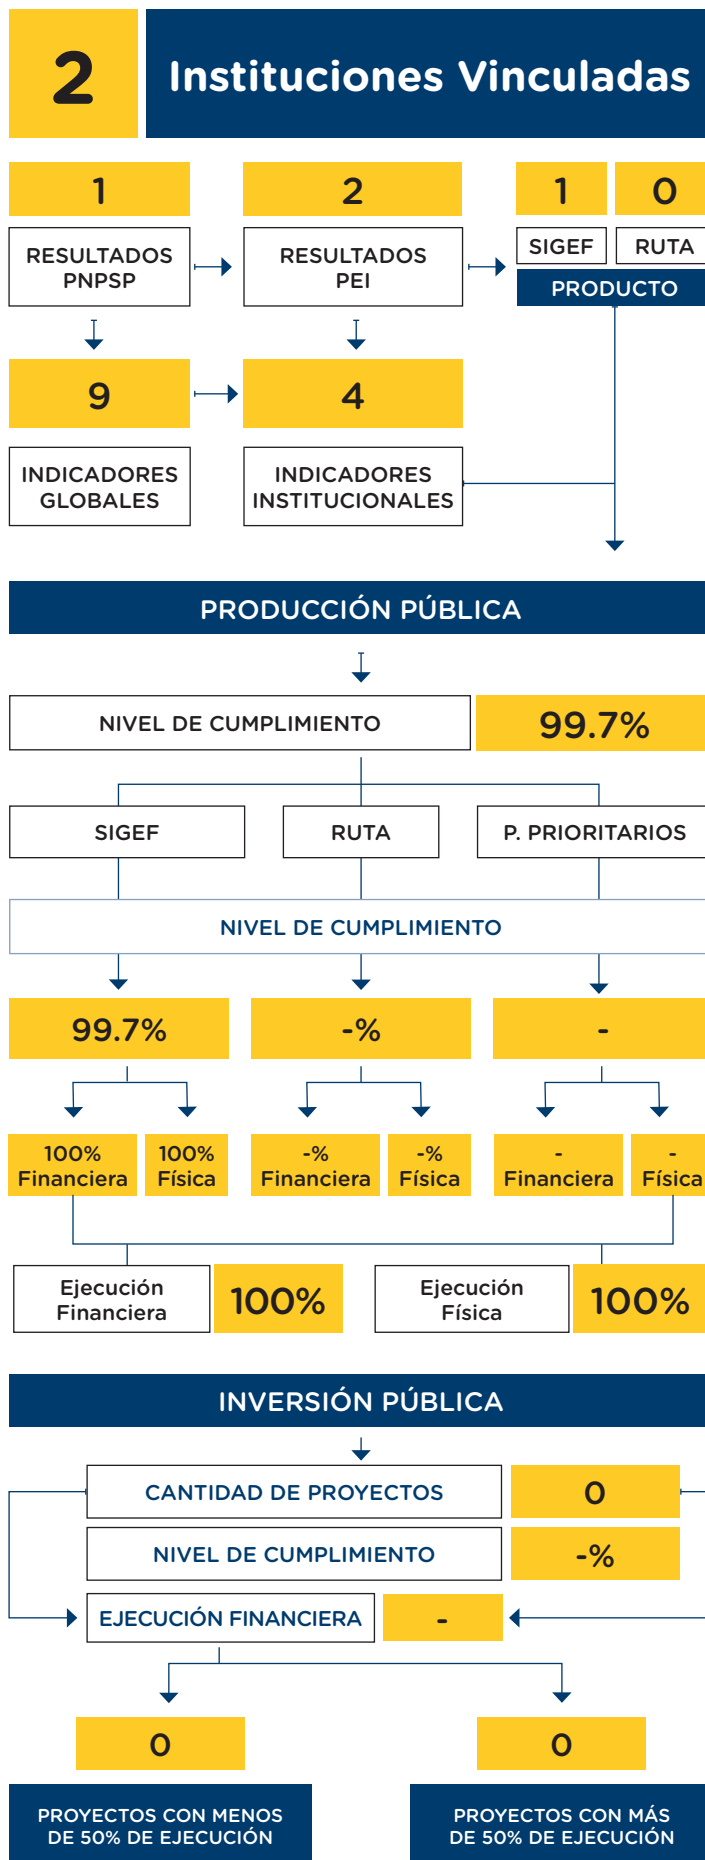 2
Instituciones Vinculadas
1
2
1
0
RESULTADOS
PNPSP
RESULTADOS
PEI
SIGEF
RUTA
PRODUCTO
9
4
INDICADORES
GLOBALES
INDICADORES
INSTITUCIONALES
PRODUCCIÓN PÚBLICA
NIVEL DE CUMPLIMIENTO
99.7%
SIGEF
RUTA
P. PRIORITARIOS
NIVEL DE CUMPLIMIENTO
99.7%
-%
-
100%
Financiera
100%
Física
-%
Financiera
-%
Física
-
Financiera
-
Física
Ejecución
Financiera
100%
Ejecución
Física
100%
INVERSIÓN PÚBLICA
CANTIDAD DE PROYECTOS
0
NIVEL DE CUMPLIMIENTO
-%
EJECUCIÓN FINANCIERA
-
0
0
PROYECTOS CON MENOS
DE 50% DE EJECUCIÓN
PROYECTOS CON MÁS
DE 50% DE EJECUCIÓN